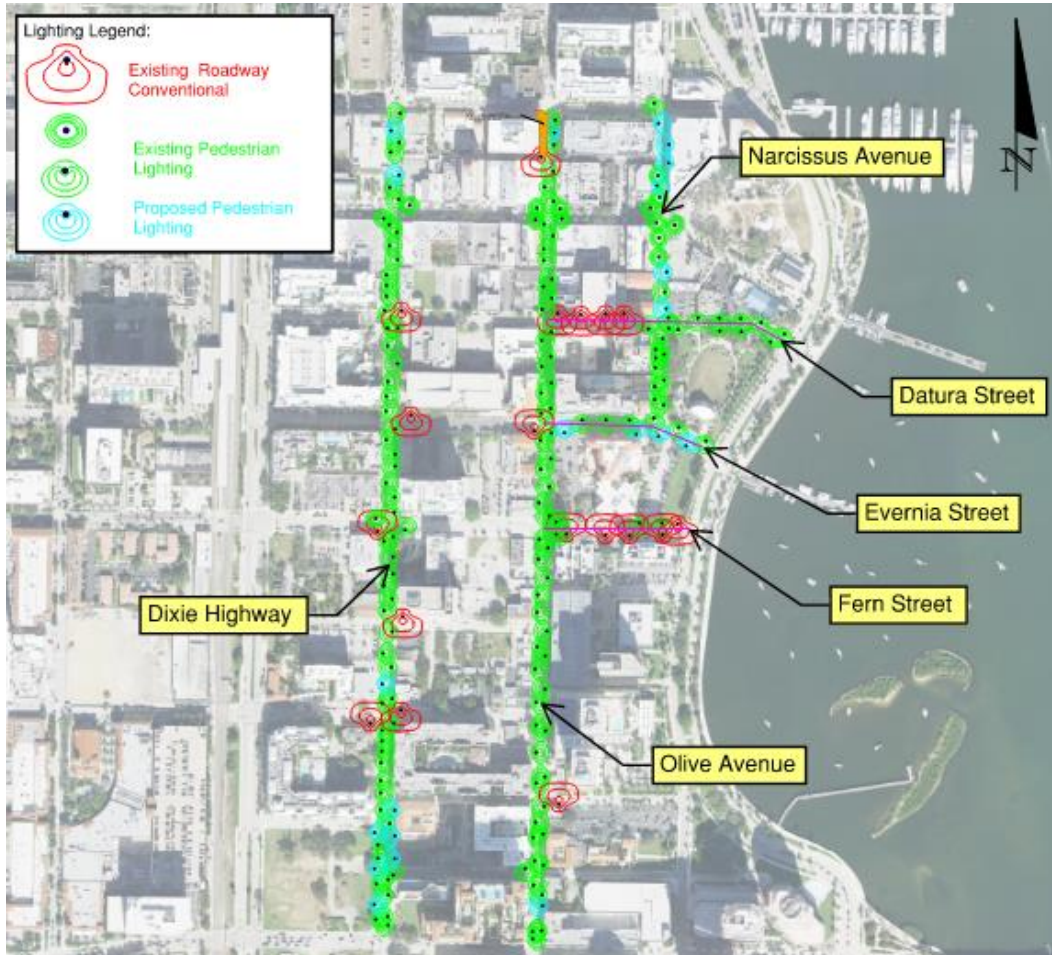 Lighting Legend:
Existing Roadway
Conventional
Existing Pedestrian
Lighting
Proposed Pedestrian
Lighting
N
Narcissus Avenue
Datura Street
Evernia Street
Fern Street
Dixie Highway
Olive Avenue